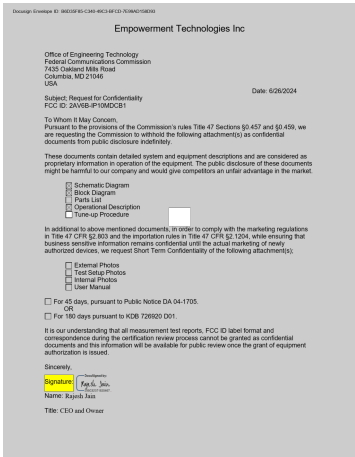 Docusign Envelope ID: B6D35F85-C340-48C3-BFCD-7E99AD158D93
Empowerment Technologies Inc
Office of Engineering Technology
Federal Communications Commission
7435 Oakland Mills Road
Columbia, MD 21046
USA
Date: 6/26/2024
Subject; Request for Confidentiality
FCC ID: 2AV6B-IP10MDCB1
To Whom It May Concern,
Pursuant to the provisions of the Commission's rules Title 47 Sections §0.457 and §0.459, we
are requesting the Commission to withhold the following attachment(s) as confidential
documents from public disclosure indefinitely.
These documents contain detailed system and equipment descriptions and are considered as
proprietary information in operation of the equipment. The public disclosure of these documents
might be harmful to our company and would give competitors an unfair advantage in the market.
Schematic Diagram
Block Diagram
Parts List
Operational Description
Tune-up Procedure
In additional to above mentioned documents, in order to comply with the marketing regulations
in Title 47 CFR §2.803 and the importation rules in Title 47 CFR §2.1204, while ensuring that
business sensitive information remains confidential until the actual marketing of newly
authorized devices, we request Short Term Confidentiality of the following attachment(s);
External Photos
Test Setup Photos
Internal Photos
User Manual
For 45 days, pursuant to Public Notice DA 04-1705.
OR
For 180 days pursuant to KDB 726920 D01.
It is our understanding that all measurement test reports, FCC ID label format and
correspondence during the certification review process cannot be granted as confidential
documents and this information will be available for public review once the grant of equipment
authorization is issued.
Sincerely,
DocuSigned by:
Signature: Rajesh Jain
Name: Rajesh Jain
Title: CEO and Owner